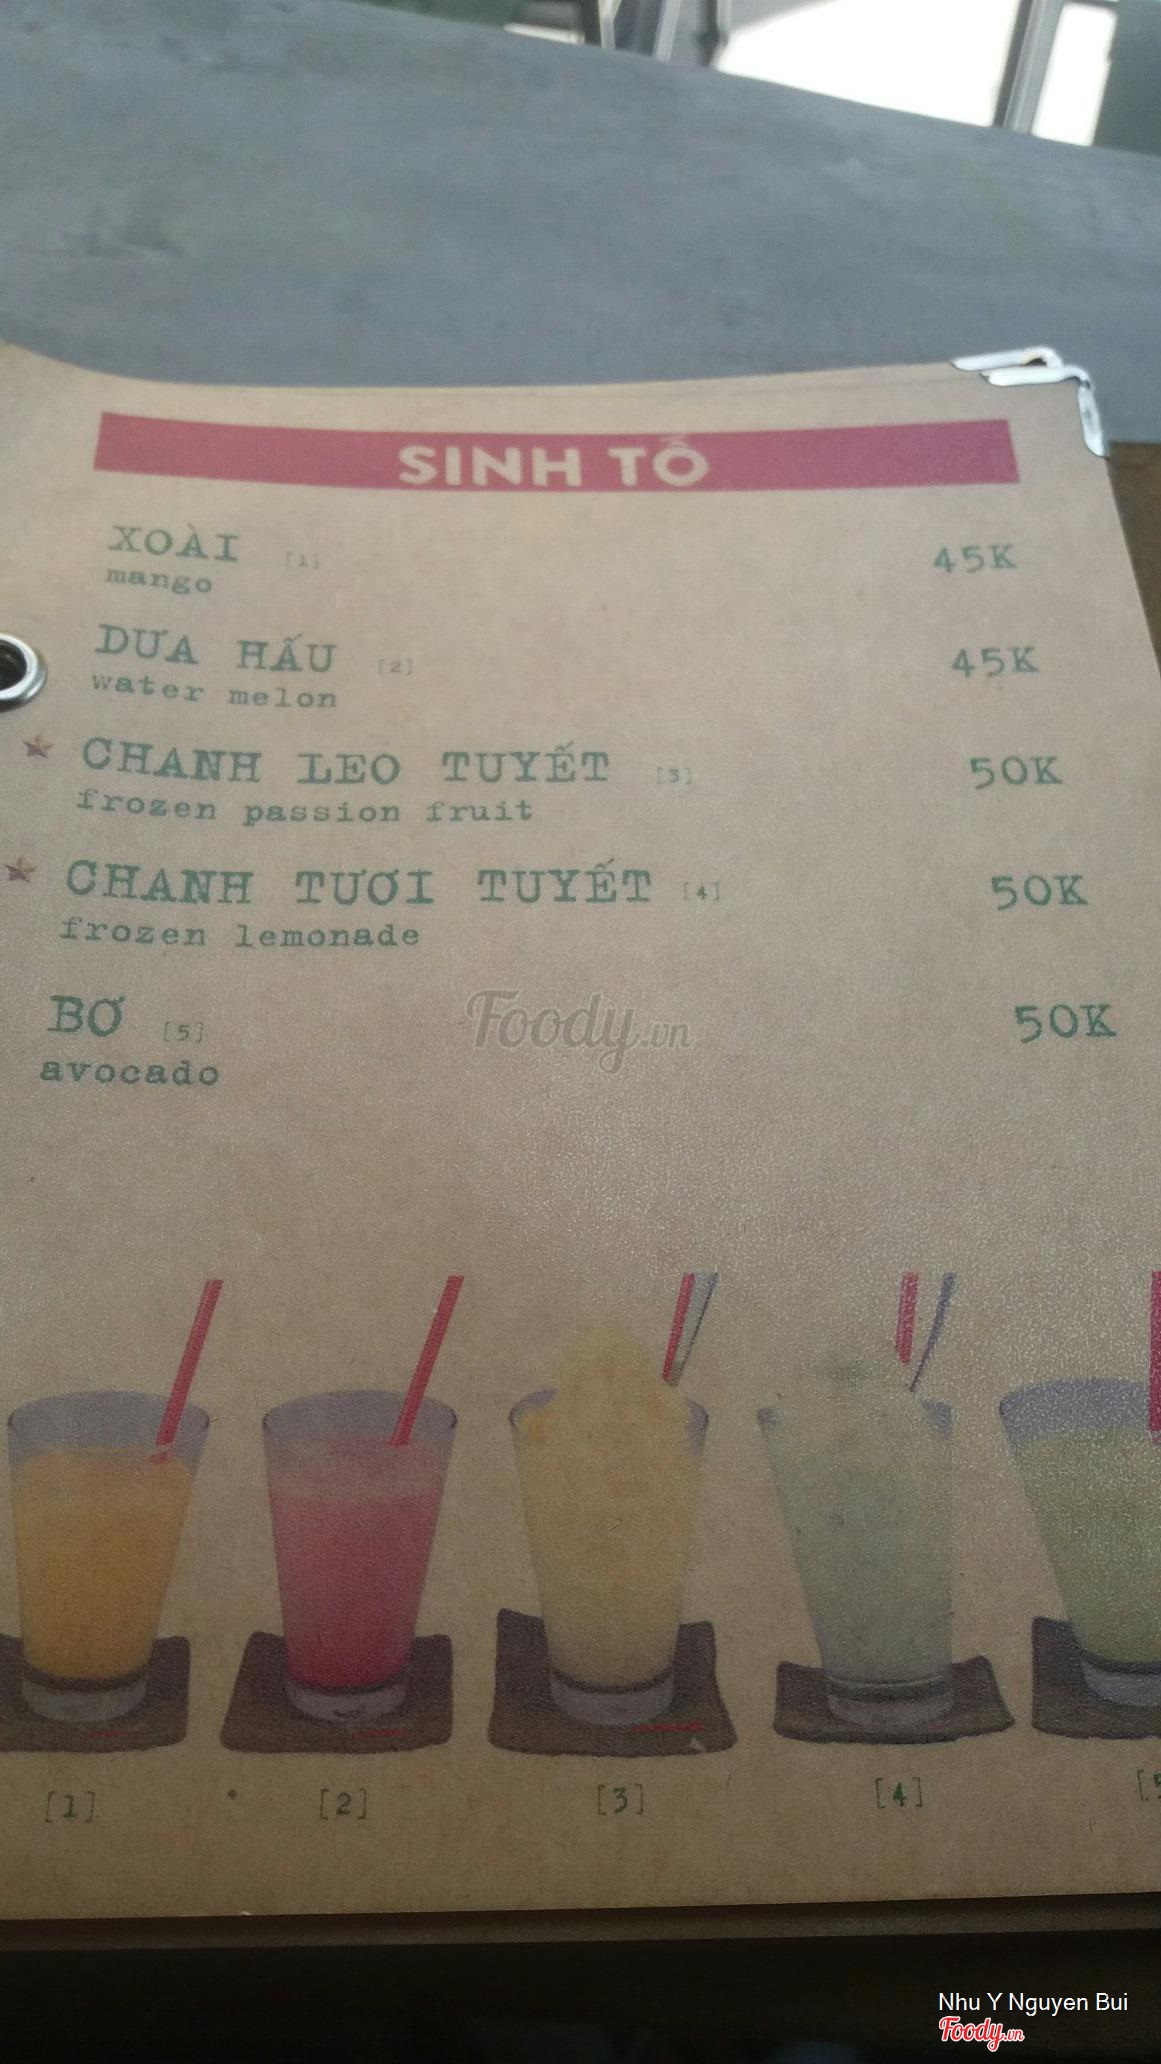 SINH TỐ
XOÀI [1] 45K
mango
DƯA HẤU [2] 45K
water melon
CHANH LEO TUYẾT [3] 50K
frozen passion fruit
CHANH TƯƠI TUYẾT [4] 50K
frozen lemonade
BƠ [5] 50K
avocado
Foody.vn
[1] [2] [3] [4] [5
Nhu Y Nguyen Bui
Foody.vn